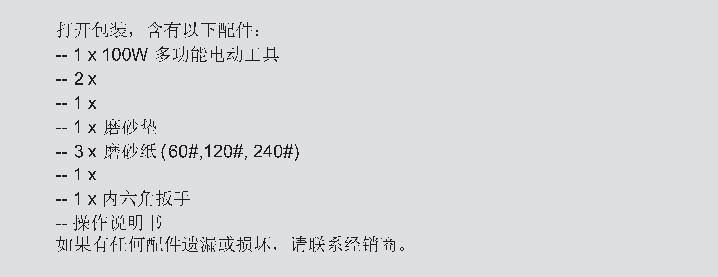 打开包装，含有以下配件：
-- 1 x 100W 多功能电动工具
-- 2 x
-- 1 x
-- 1 x 磨砂垫
-- 3 x 磨砂纸 (60#,120#, 240#)
-- 1 x
-- 1 x 内六角扳手
-- 操作说明书
如果有任何配件遗漏或损坏，请联系经销商。